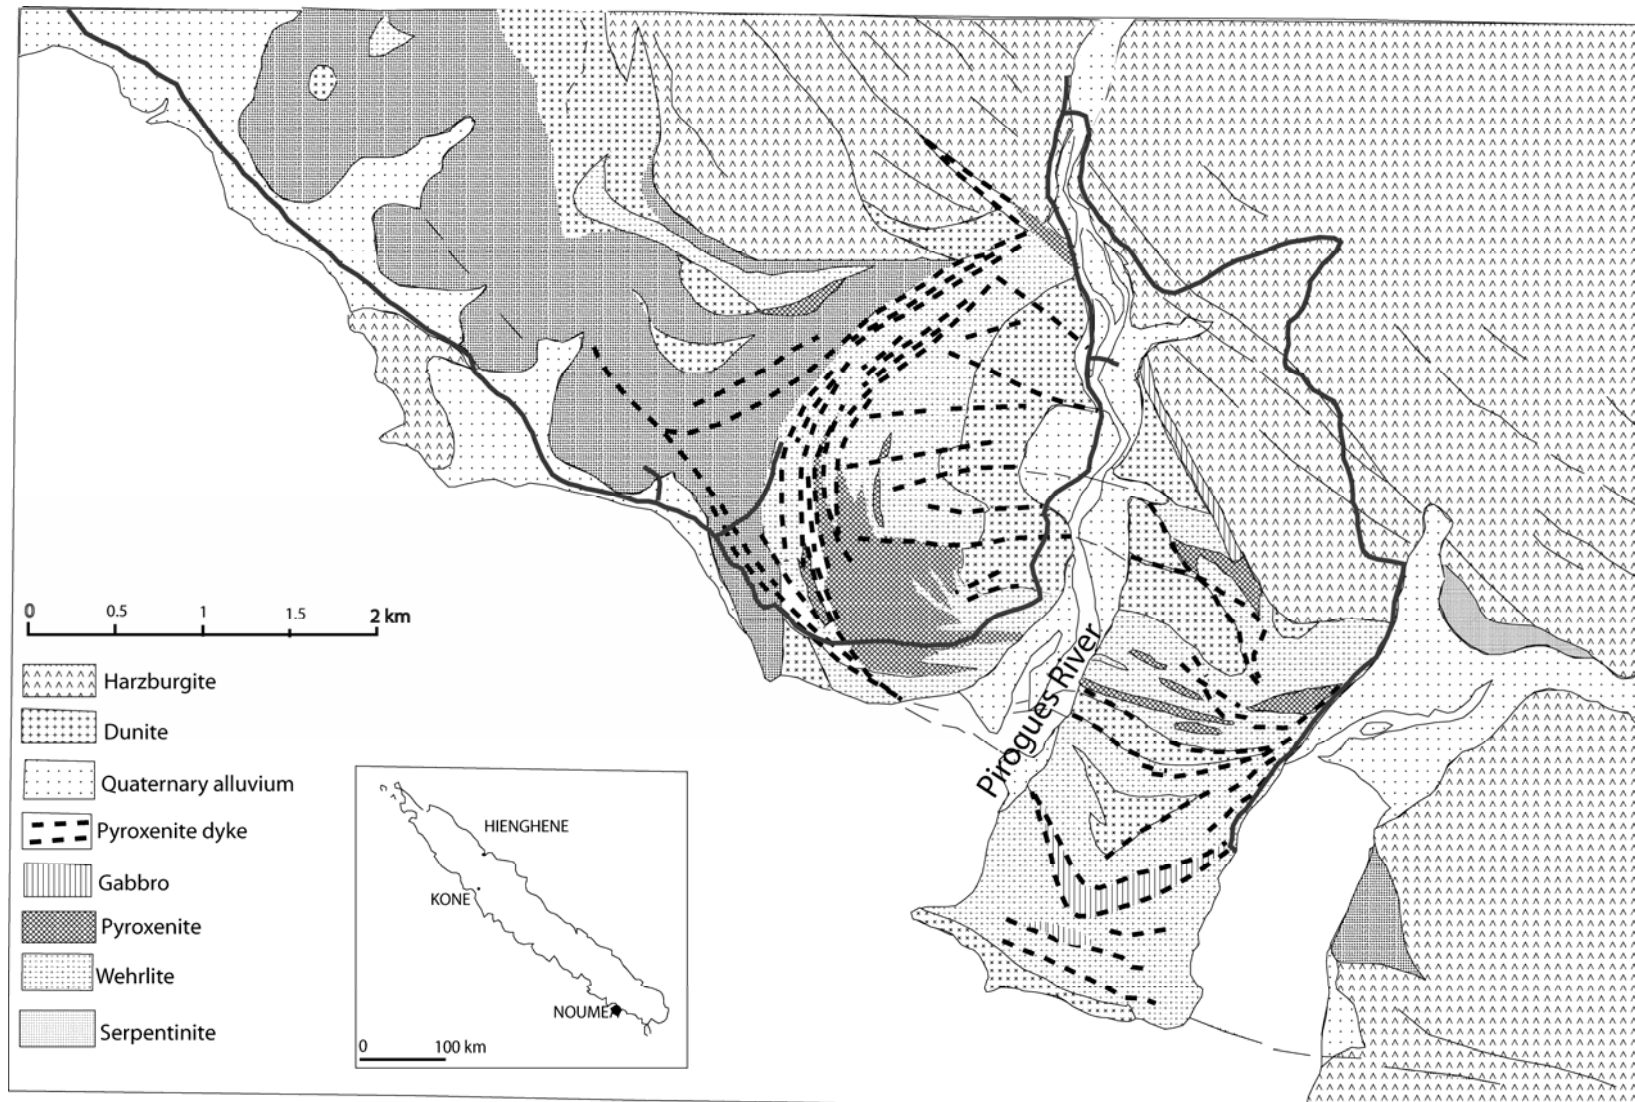 Pirogues River
0 0.5 1 1.5 2 km
Harzburgite
Dunite
Quaternary alluvium
Pyroxenite dyke
Gabbro
Pyroxenite
Wehrlite
Serpentinite
HIENGHENE
KONE
NOUMEA
0 100 km